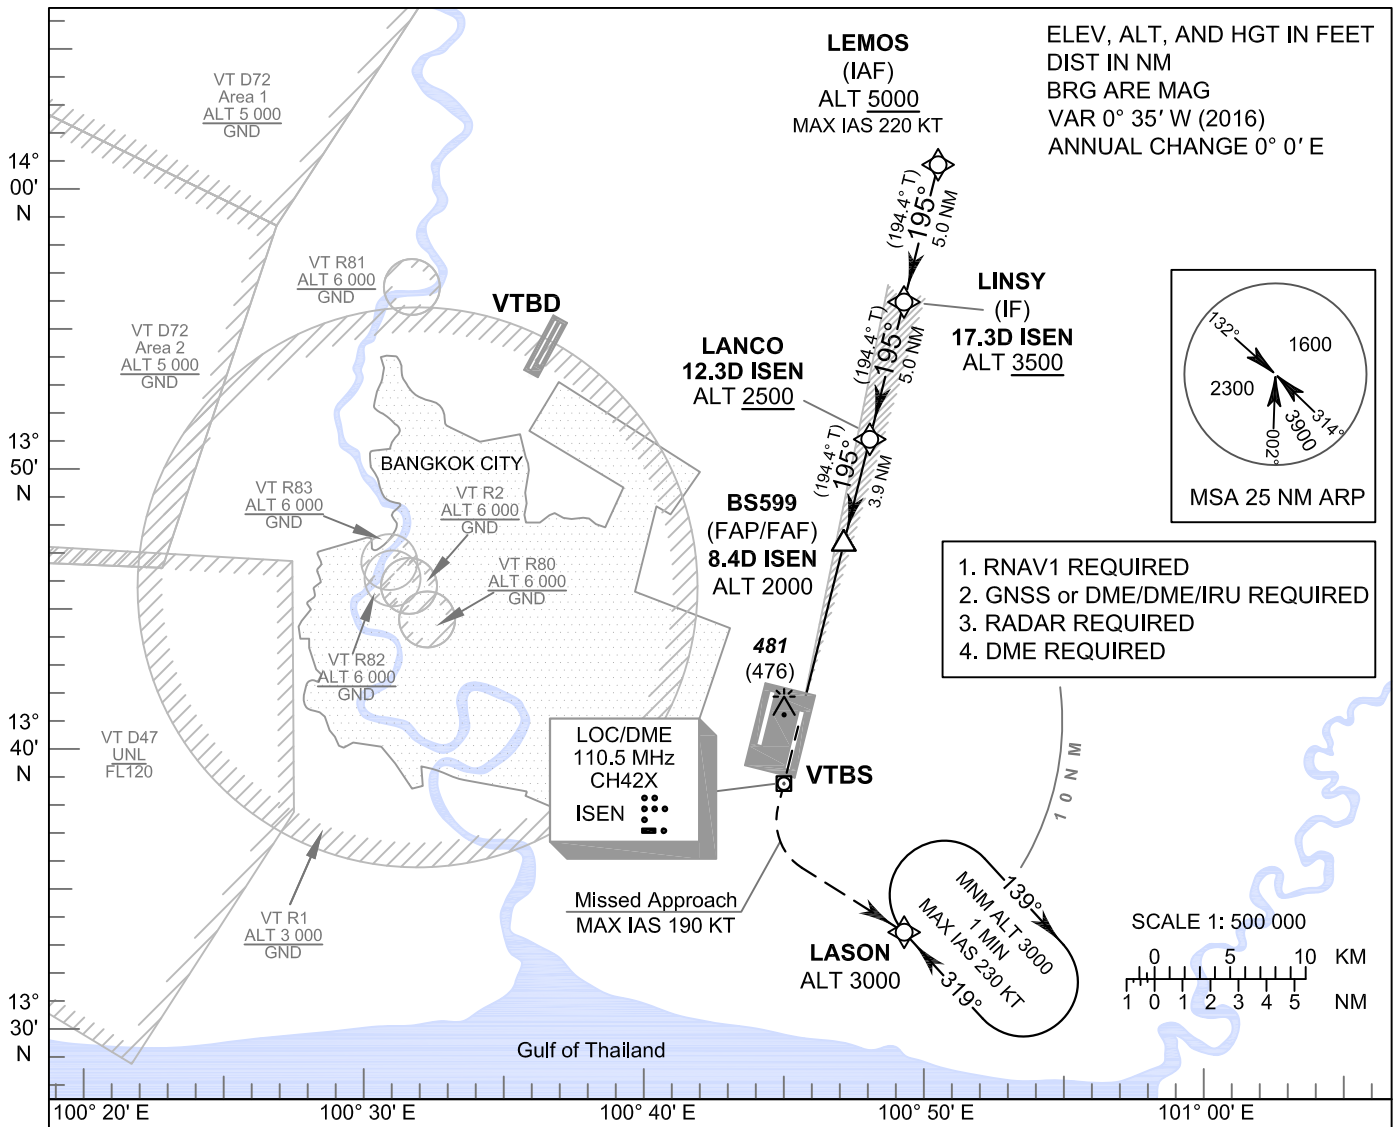 ELEV, ALT, AND HGT IN FEET
DIST IN NM
BRG ARE MAG
VAR 0° 35' W (2016)
ANNUAL CHANGE 0° 0' E
LEMOS
(IAF)
ALT 5000
MAX IAS 220 KT
VT D72
Area 1
ALT 5 000
GND
14°
00'
N
(194.4° T)
195°
5.0 NM
VT R81
ALT 6 000
GND
VTBD
LINSY
(IF)
17.3D ISEN
ALT 3500
VT D72
Area 2
ALT 5 000
GND
LANCO
12.3D ISEN
ALT 2500
(194.4° T)
195°
5.0 NM
132°
1600
2300
314°
3900
002°
MSA 25 NM ARP
13°
50'
N
BANGKOK CITY
VT R83
ALT 6 000
GND
VT R2
ALT 6 000
GND
(194.4° T)
195°
3.9 NM
BS599
(FAP/FAF)
8.4D ISEN
ALT 2000
VT R80
ALT 6 000
GND
1. RNAV1 REQUIRED
2. GNSS or DME/DME/IRU REQUIRED
3. RADAR REQUIRED
4. DME REQUIRED
VT R82
ALT 6 000
GND
481
(476)
13°
40'
N
VT D47
UNL
FL120
LOC/DME
110.5 MHz
CH42X
ISEN
VTBS
10 NM
Missed Approach
MAX IAS 190 KT
VT R1
ALT 3 000
GND
LASON
ALT 3000
139°
MNM ALT 3000
1 MIN
MAX IAS 230 KT
319°
SCALE 1: 500 000
0 5 10 KM
1 0 1 2 3 4 5 NM
13°
30'
N
Gulf of Thailand
100° 20' E 100° 30' E 100° 40' E 100° 50' E 101° 00' E